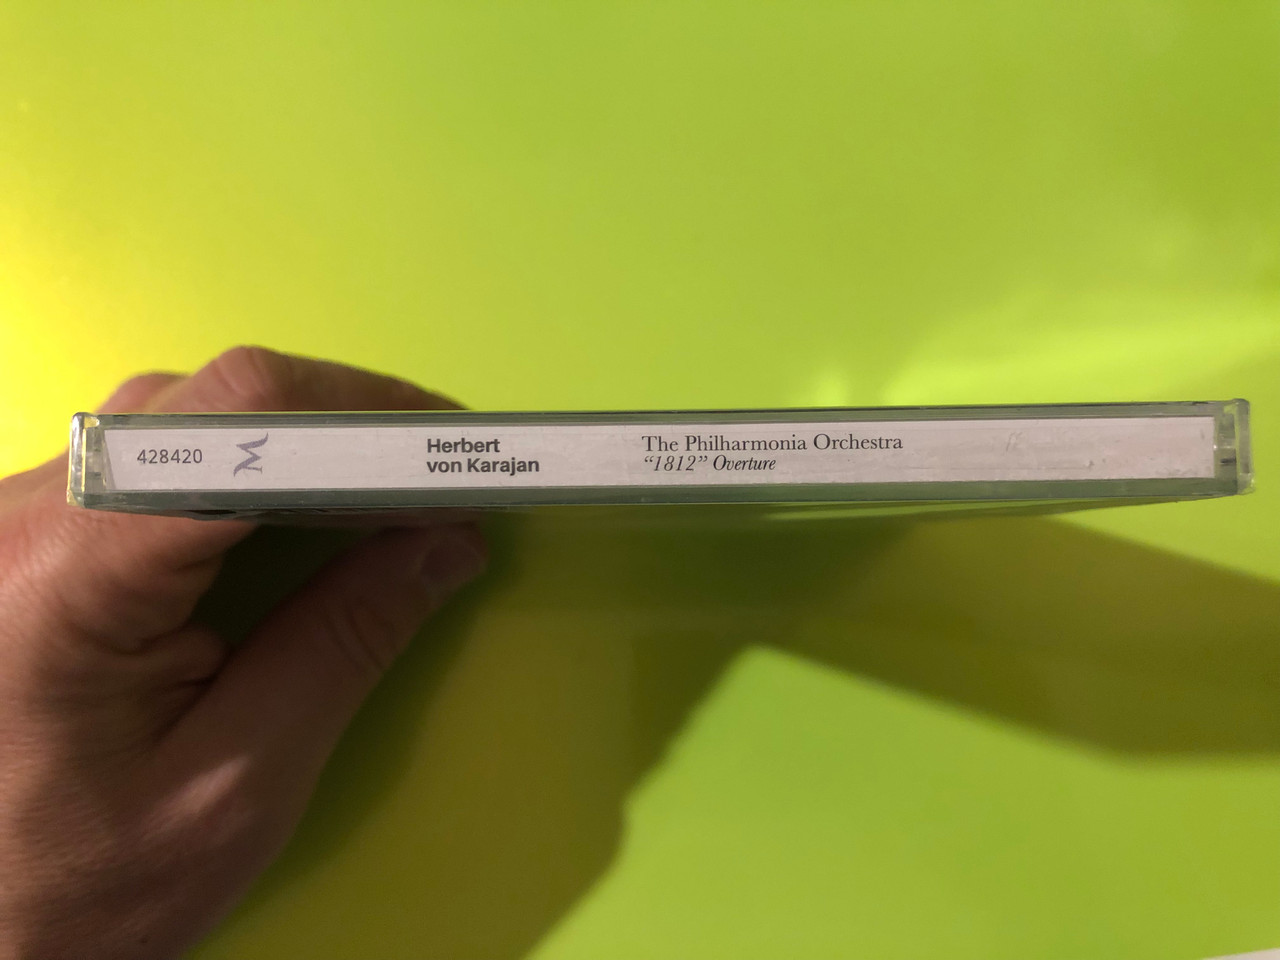 428420
M
Herbert
von Karajan
The Philharmonia Orchestra
“1812” Overture